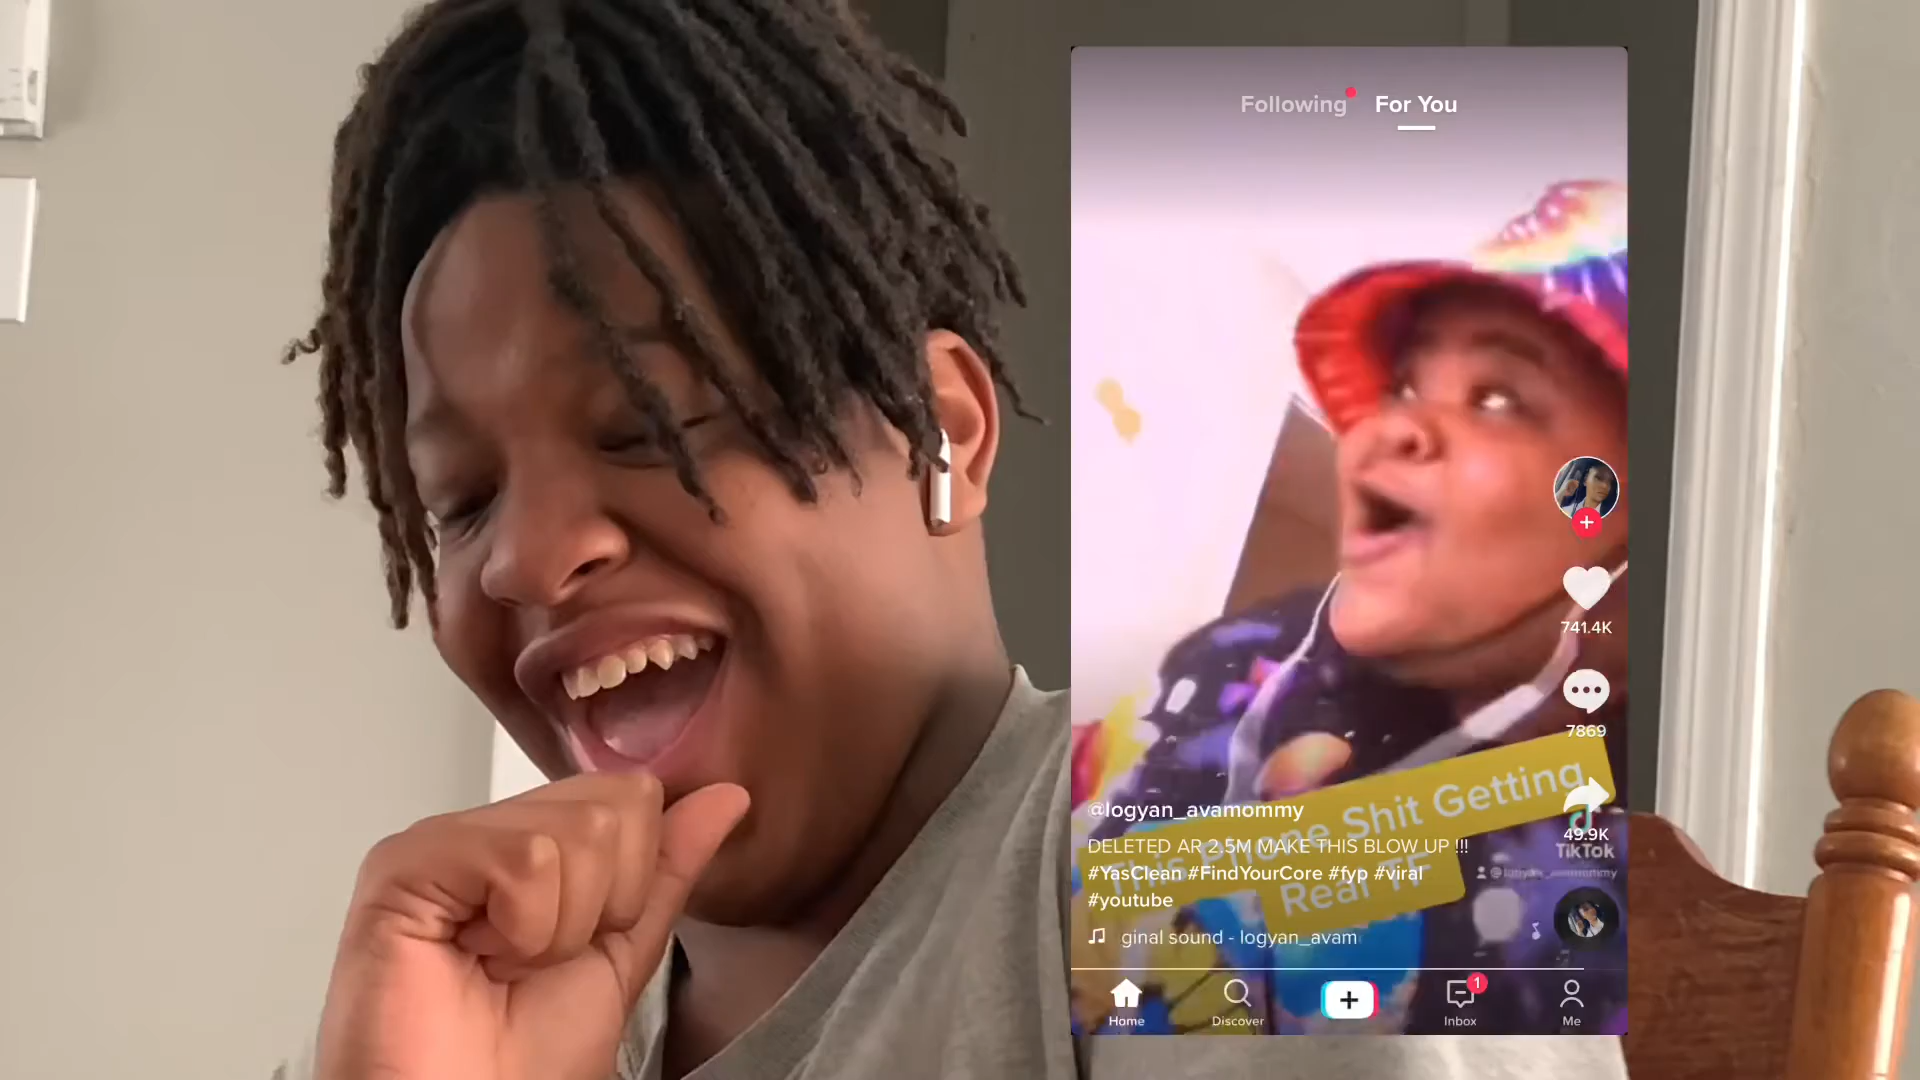 Following For You
741.4K
7869
This Phone Shit Getting
Real TF
49.9K
TikTok
@logyan_avamommy
DELETED AR 2.5M MAKE THIS BLOW UP !!!
#YasClean #FindYourCore #fyp #viral
#youtube
@logyan_avamommy
ginal sound - logyan_avam
1
Home Discover Inbox Me